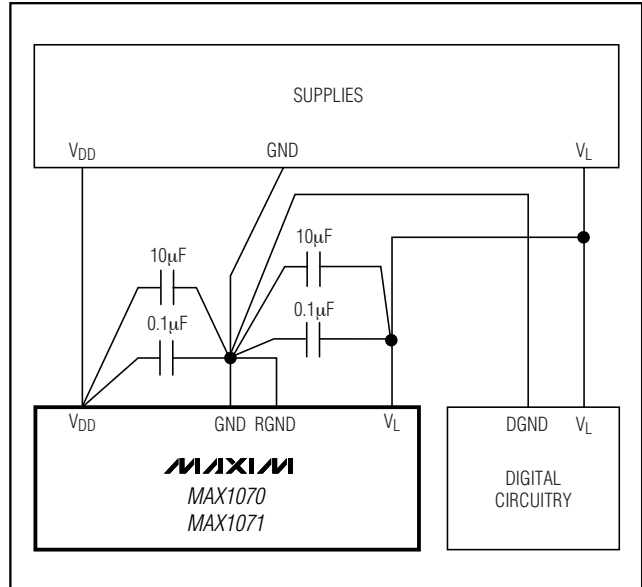 SUPPLIES
VDD GND VL
10µF 10µF
0.1µF 0.1µF
VDD GND RGND VL DGND VL
MAXIM
MAX1070
MAX1071
DIGITAL
CIRCUITRY